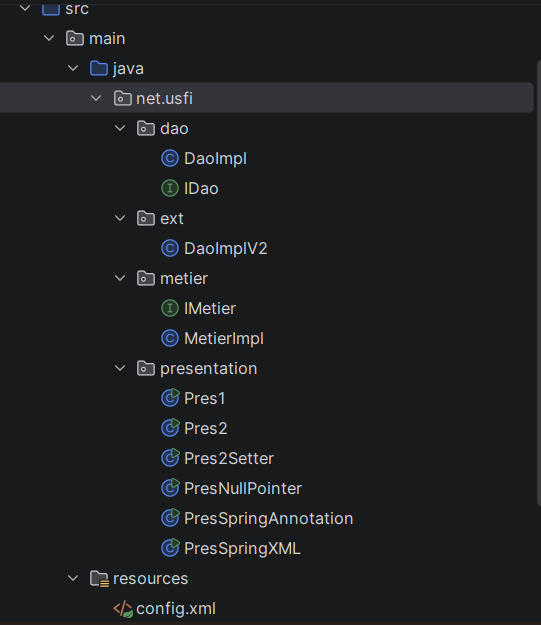 src
main
java
net.usfi
dao
DaoImpl
IDao
ext
DaoImplV2
metier
IMetier
MetierImpl
presentation
Pres1
Pres2
Pres2Setter
PresNullPointer
PresSpringAnnotation
PresSpringXML
resources
config.xml